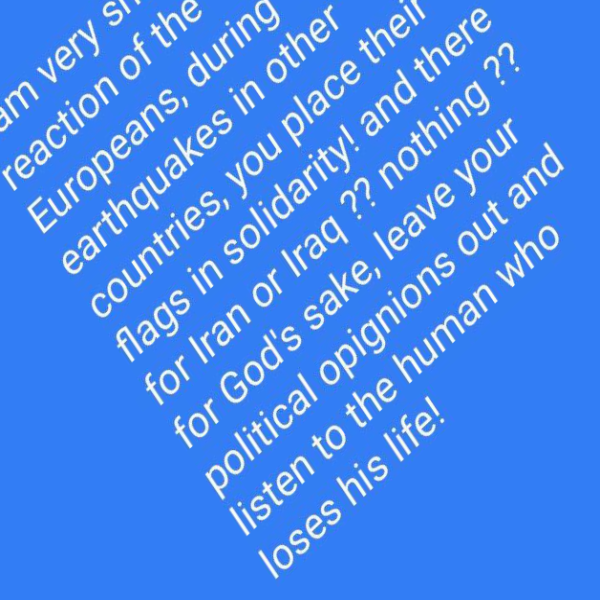 am very
reaction of the
Europeans, during
earthquakes in other
countries, you place their
flags in solidarity! and there
for Iran or Iraq ?? nothing ??
for God's sake, leave your
political opignions out and
listen to the human who
loses his life!